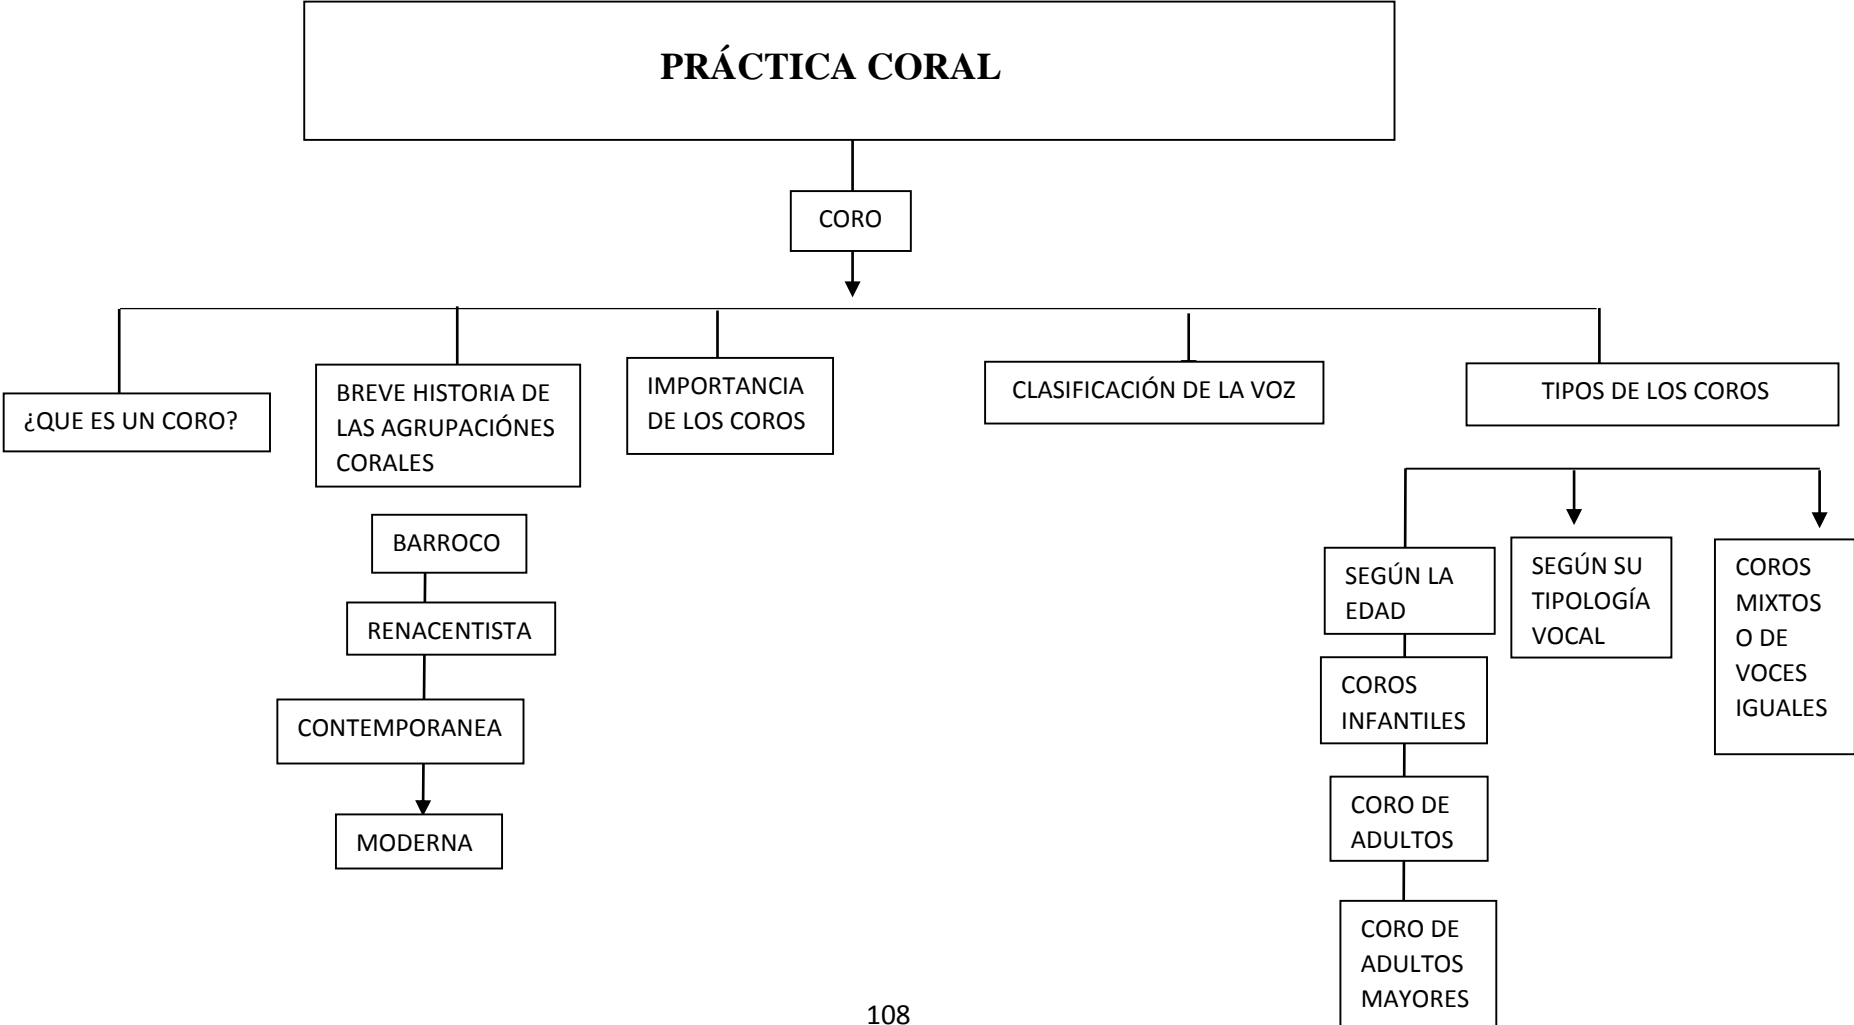 PRÁCTICA CORAL
CORO
¿QUE ES UN CORO?
BREVE HISTORIA DE
LAS AGRUPACIÓNES
CORALES
IMPORTANCIA
DE LOS COROS
CLASIFICACIÓN DE LA VOZ
TIPOS DE LOS COROS
BARROCO
RENACENTISTA
CONTEMPORANEA
MODERNA
SEGÚN LA
EDAD
COROS
INFANTILES
CORO DE
ADULTOS
CORO DE
ADULTOS
MAYORES
SEGÚN SU
TIPOLOGÍA
VOCAL
COROS
MIXTOS
O DE
VOCES
IGUALES
108